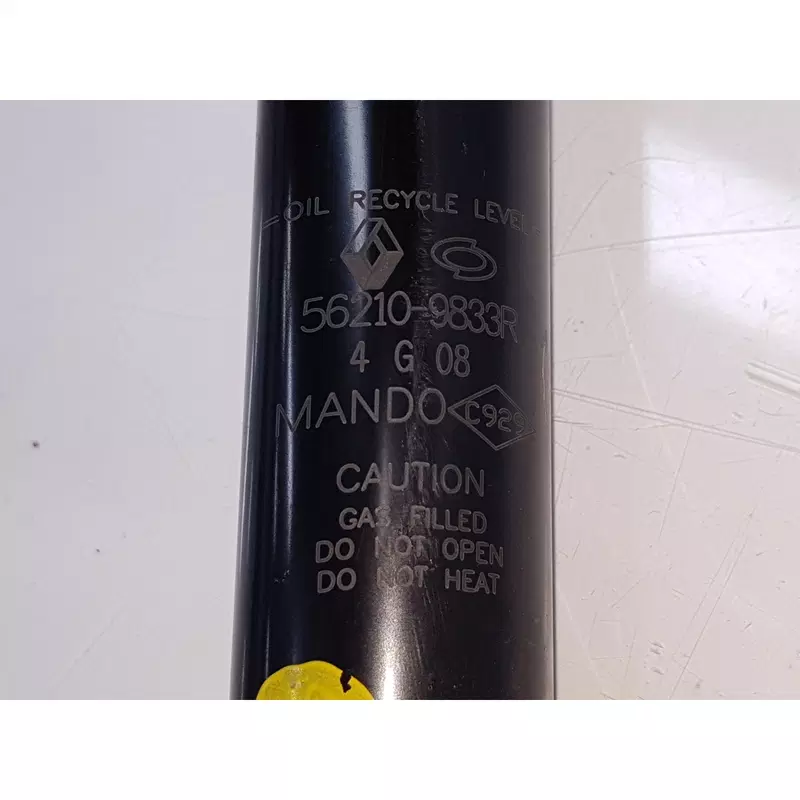 =OIL RECYCLE LEVEL=
56210-9833R
4 G 08
MANDO C929
CAUTION
GAS FILLED
DO NOT OPEN
DO NOT HEAT